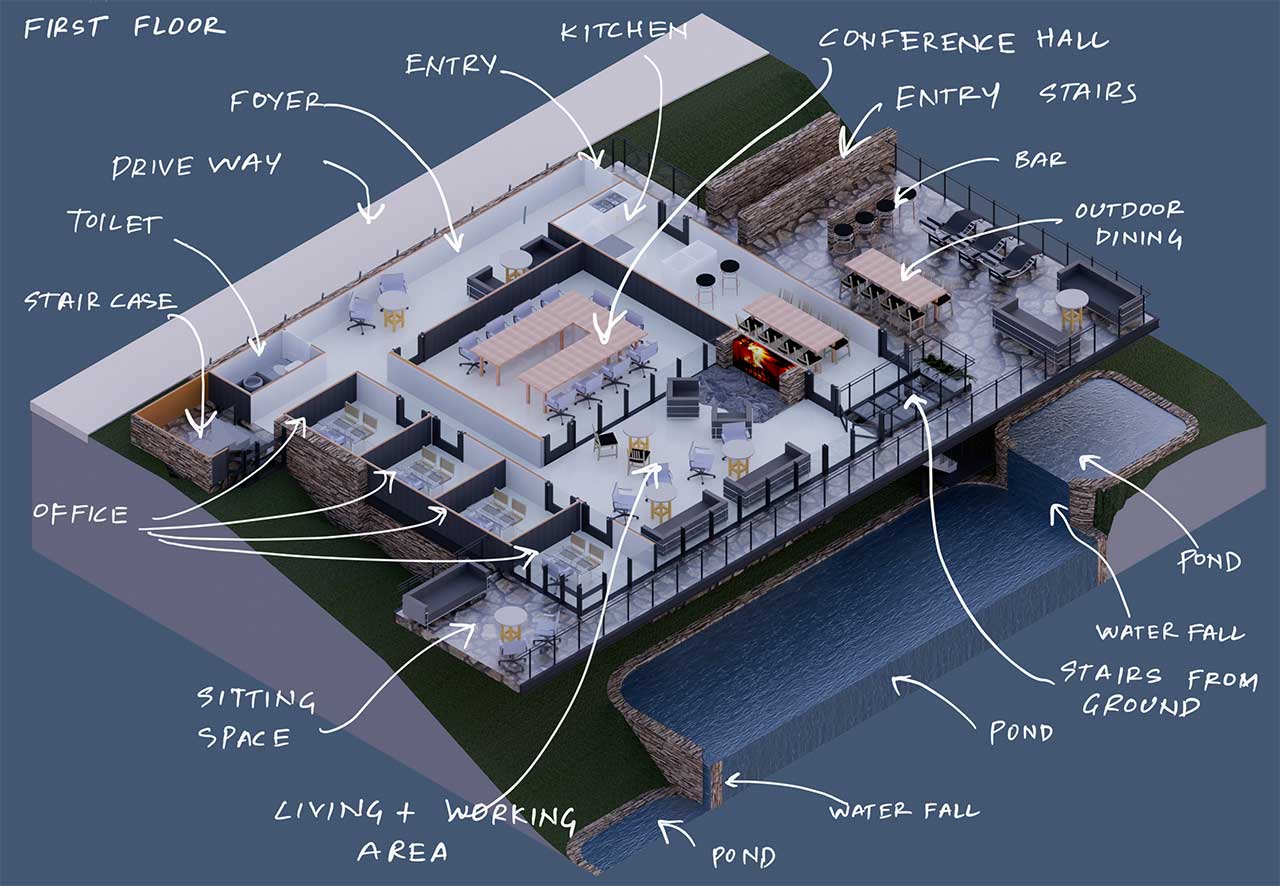 FIRST FLOOR
KITCHEN
CONFERENCE HALL
ENTRY
ENTRY STAIRS
FOYER
BAR
DRIVE WAY
TOILET
OUTDOOR
DINING
STAIR CASE
OFFICE
POND
WATER FALL
STAIRS FROM
GROUND
SITTING
SPACE
POND
LIVING + WORKING
AREA
WATER FALL
POND